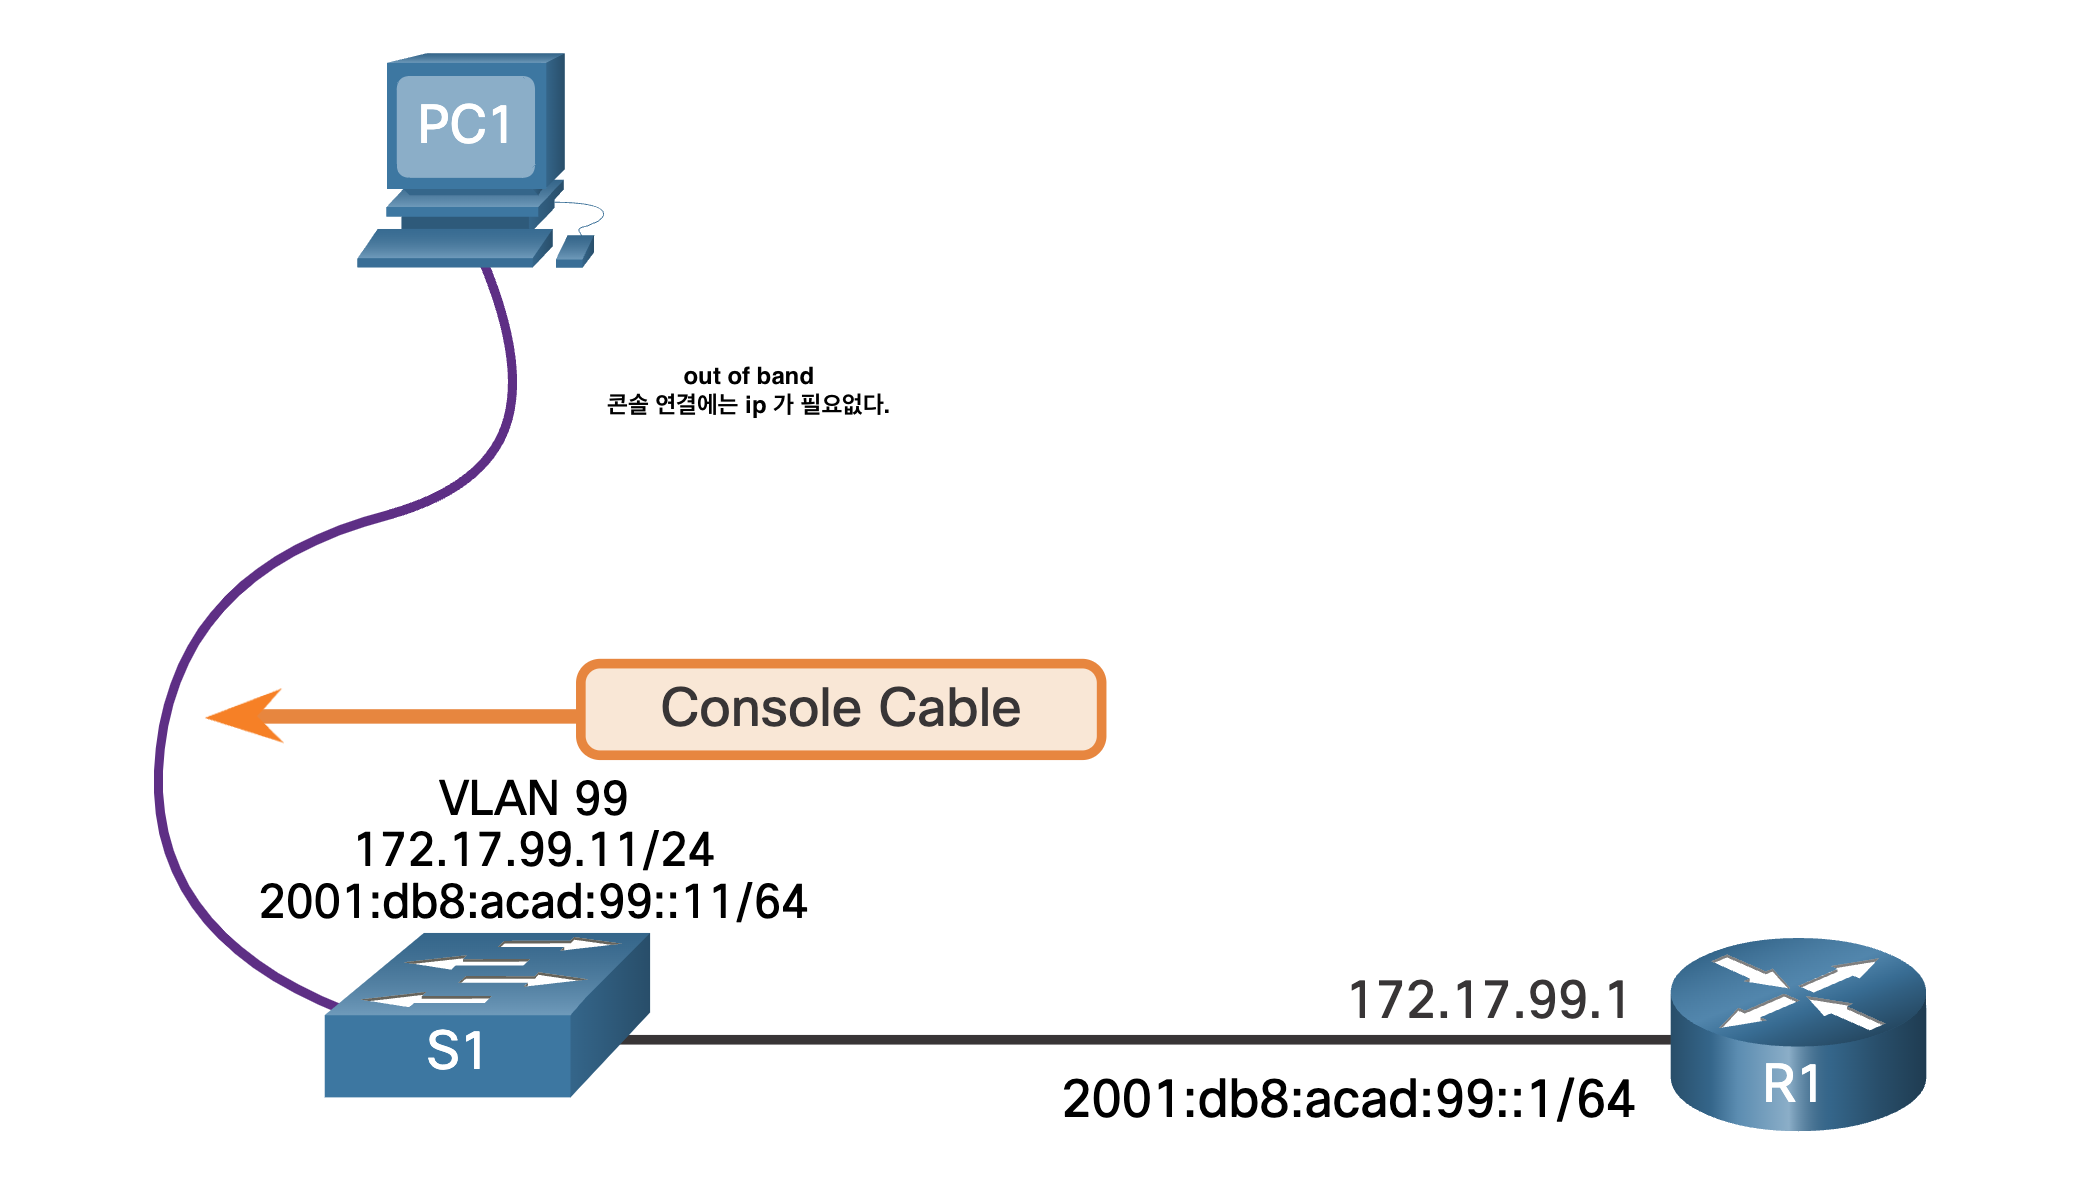 PC1
out of band
콘솔 연결에는 ip 가 필요없다.
Console Cable
VLAN 99
172.17.99.11/24
2001:db8:acad:99::11/64
S1
172.17.99.1
2001:db8:acad:99::1/64
R1